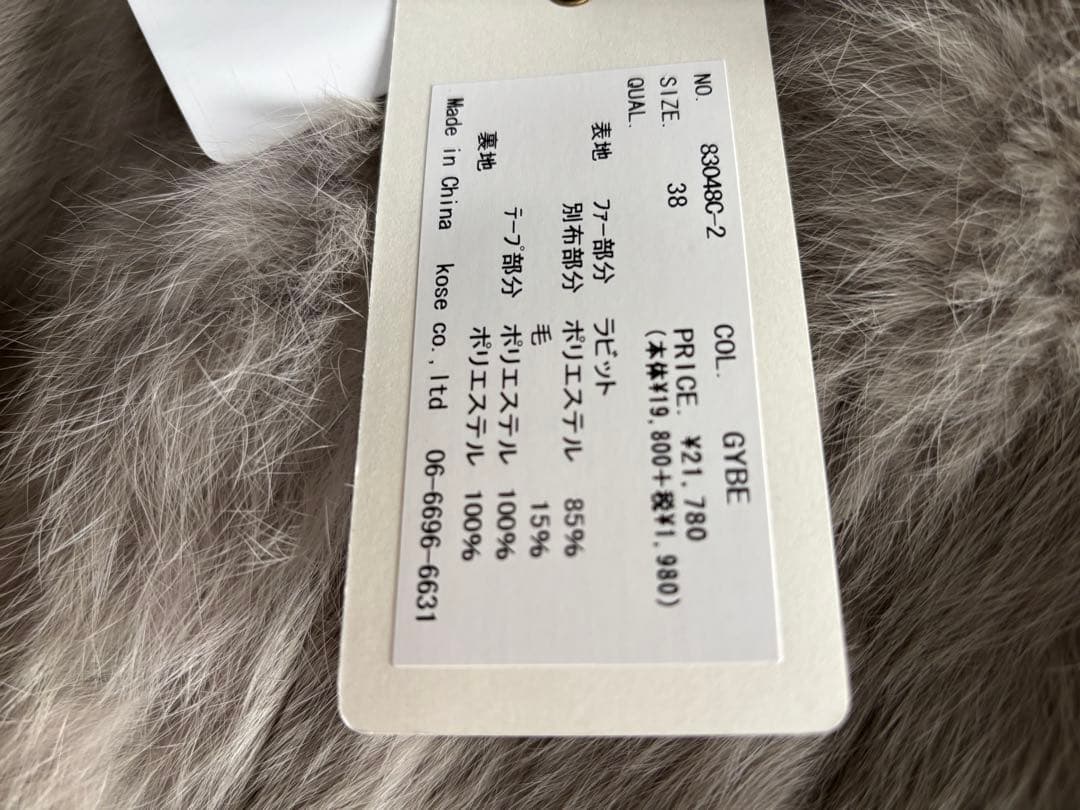 NO. 83048C-2 COL. GYBE
SIZE. 38 PRICE. ¥21,780
QUAL. (本体¥19,800+税¥1,980)
表地 ファー部分 ラビット
別布部分 ポリエステル 85%
毛 15%
テープ部分 ポリエステル 100%
裏地 ポリエステル 100%
Made in China kose co.,ltd 06-6696-6631